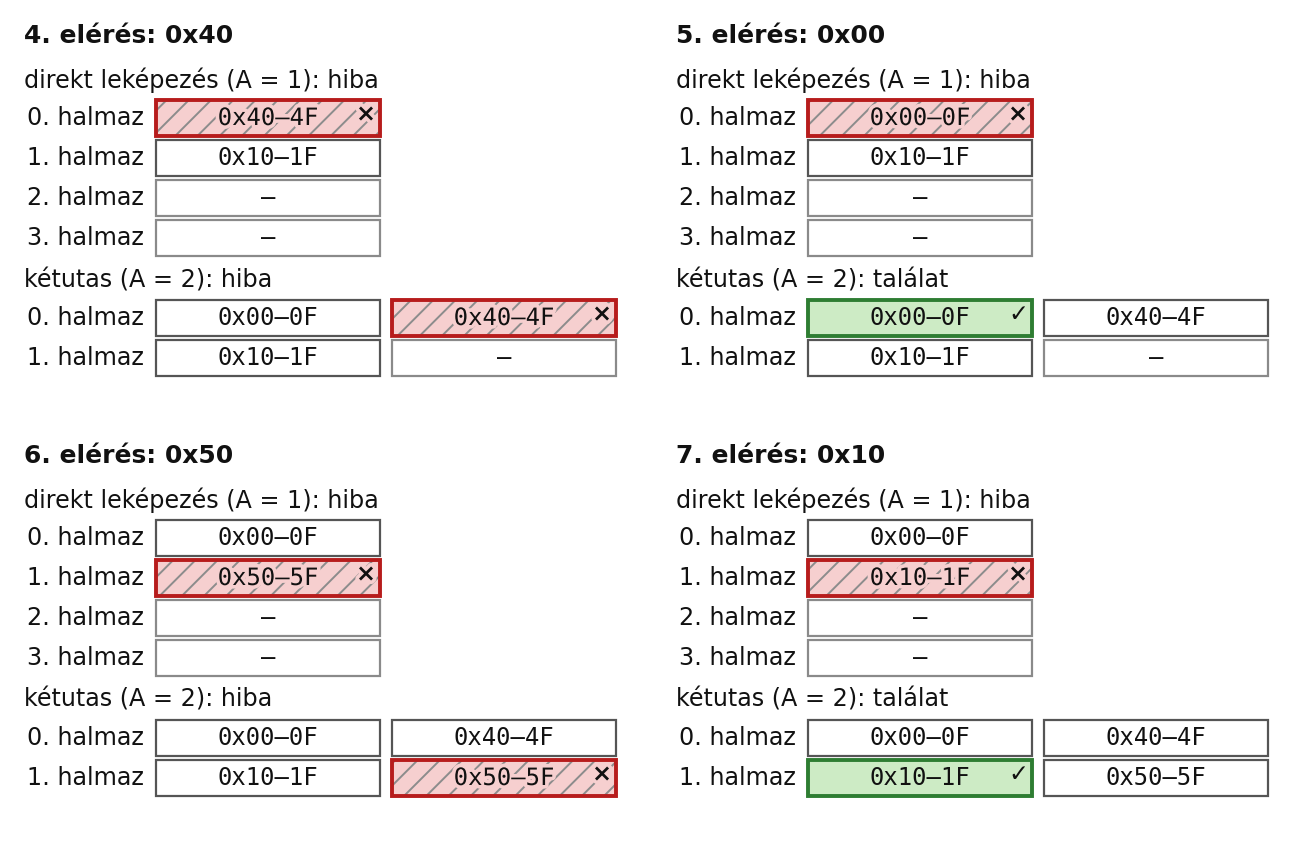 4. elérés: 0x40
direkt leképezés (A = 1): hiba
0. halmaz 0x40–4F ×
1. halmaz 0x10–1F
2. halmaz –
3. halmaz –
kétutas (A = 2): hiba
0. halmaz 0x00–0F 0x40–4F ×
1. halmaz 0x10–1F –
5. elérés: 0x00
direkt leképezés (A = 1): hiba
0. halmaz 0x00–0F ×
1. halmaz 0x10–1F
2. halmaz –
3. halmaz –
kétutas (A = 2): találat
0. halmaz 0x00–0F ✓ 0x40–4F
1. halmaz 0x10–1F –
6. elérés: 0x50
direkt leképezés (A = 1): hiba
0. halmaz 0x00–0F
1. halmaz 0x50–5F ×
2. halmaz –
3. halmaz –
kétutas (A = 2): hiba
0. halmaz 0x00–0F 0x40–4F
1. halmaz 0x10–1F 0x50–5F ×
7. elérés: 0x10
direkt leképezés (A = 1): hiba
0. halmaz 0x00–0F
1. halmaz 0x10–1F ×
2. halmaz –
3. halmaz –
kétutas (A = 2): találat
0. halmaz 0x00–0F 0x40–4F
1. halmaz 0x10–1F ✓ 0x50–5F